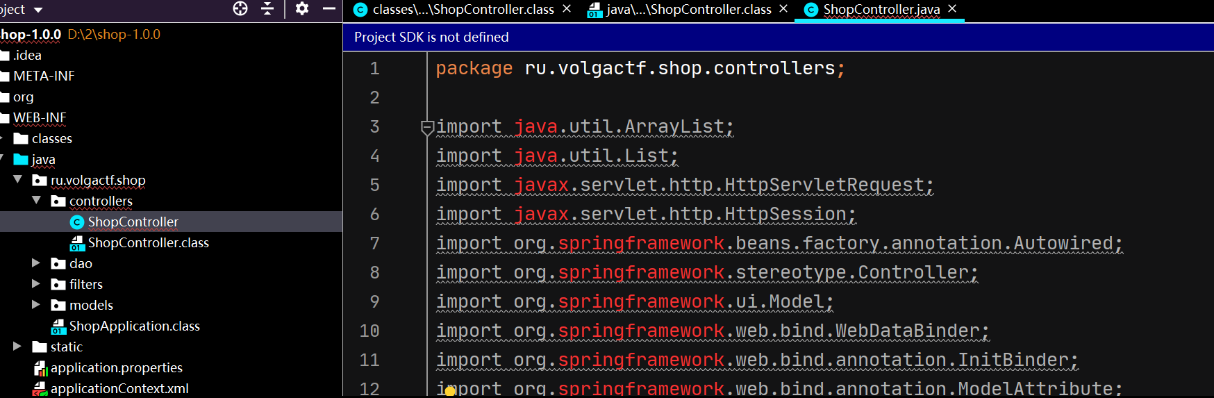 oject
classes\...\ShopController.class
java\...\ShopController.class
ShopController.java
shop-1.0.0 D:\2\shop-1.0.0
Project SDK is not defined
.idea
META-INF
org
WEB-INF
classes
java
ru.volgactf.shop
controllers
ShopController
ShopController.class
dao
filters
models
ShopApplication.class
static
application.properties
applicationContext.xml
1 package ru.volgactf.shop.controllers;
2
3 import java.util.ArrayList;
4 import java.util.List;
5 import javax.servlet.http.HttpServletRequest;
6 import javax.servlet.http.HttpSession;
7 import org.springframework.beans.factory.annotation.Autowired;
8 import org.springframework.stereotype.Controller;
9 import org.springframework.ui.Model;
10 import org.springframework.web.bind.WebDataBinder;
11 import org.springframework.web.bind.annotation.InitBinder;
12 import org.springframework.web.bind.annotation.ModelAttribute;